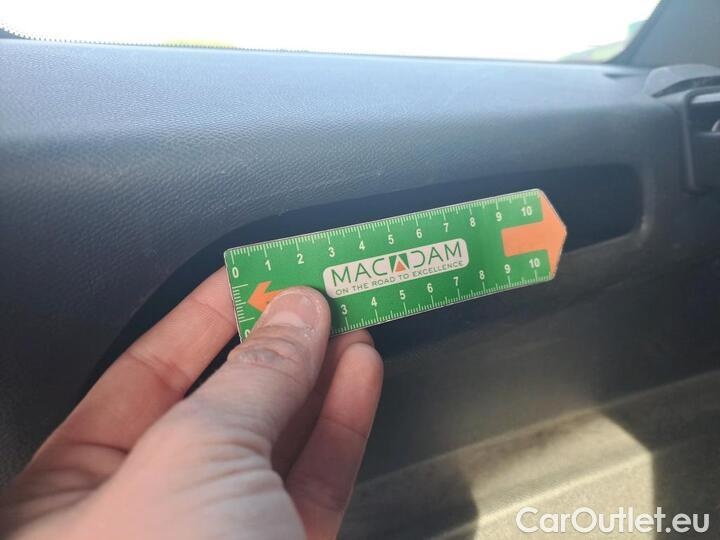 0 1 2 3 4 5 6 7 8 9 10
MACADAM
ON THE ROAD TO EXCELLENCE
0 3 4 5 6 7 8 9 10
CarOutlet.eu